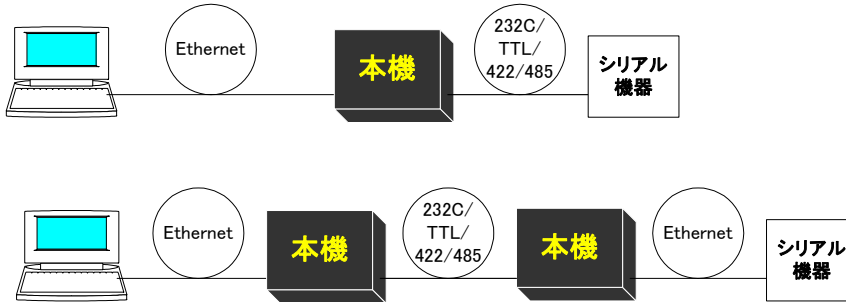 Ethernet
本機
232C/
TTL/
422/485
シリアル
機器
Ethernet
本機
232C/
TTL/
422/485
本機
Ethernet
シリアル
機器